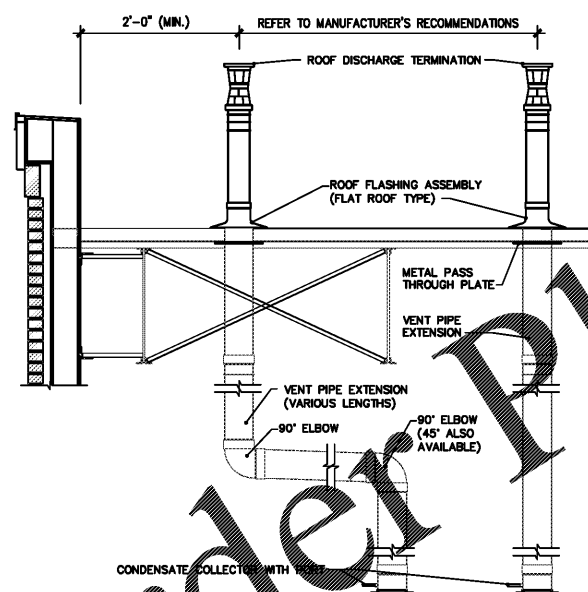 2'-0" (MIN.)
REFER TO MANUFACTURER'S RECOMMENDATIONS
ROOF DISCHARGE TERMINATION
ROOF FLASHING ASSEMBLY
(FLAT ROOF TYPE)
METAL PASS
THROUGH PLATE
VENT PIPE
EXTENSION
VENT PIPE EXTENSION
(VARIOUS LENGTHS)
90° ELBOW
90° ELBOW
(45° ALSO
AVAILABLE)
CONDENSATE COLLECTOR WITH PORT